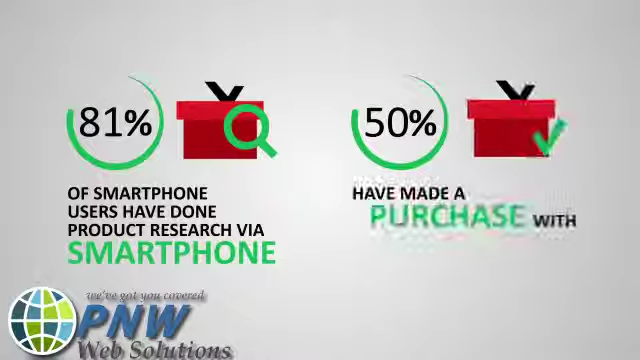 81%
OF SMARTPHONE
USERS HAVE DONE
PRODUCT RESEARCH VIA
SMARTPHONE
50%
HAVE MADE A
PURCHASE WITH
we've got you covered
PNW
Web Solutions